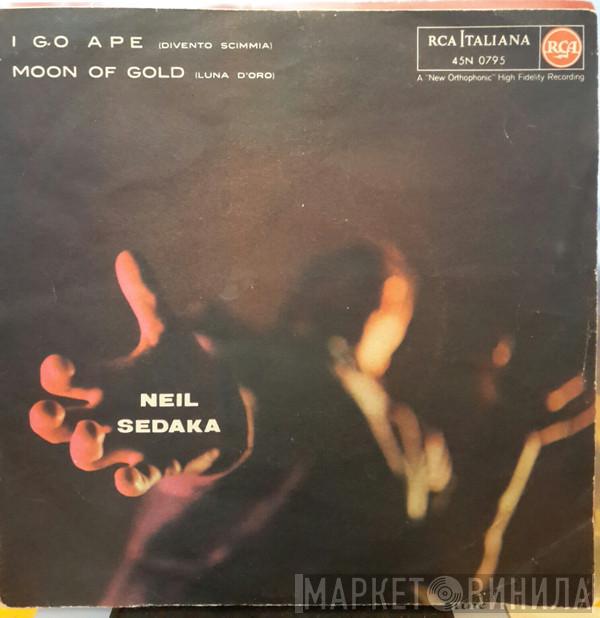 I GO APE (DIVENTO SCIMMIA)
MOON OF GOLD (LUNA D'ORO)
RCA ITALIANA
45N 0795
RCA
A "New Orthophonic" High Fidelity Recording
NEIL
SEDAKA
МАРКЕТ ВИНИЛА